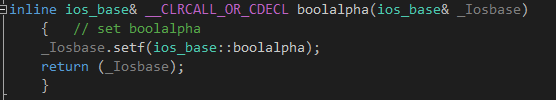 inline ios_base& __CLRCALL_OR_CDECL boolalpha(ios_base& _Iosbase)
{ // set boolalpha
_Iosbase.setf(ios_base::boolalpha);
return (_Iosbase);
}